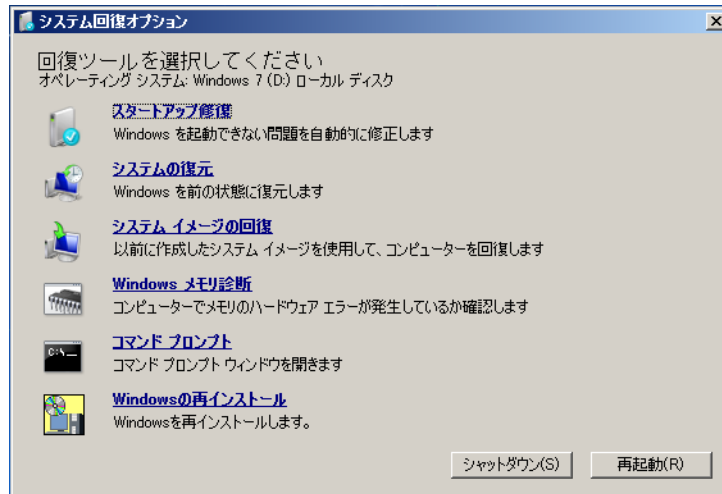 システム回復オプション
回復ツールを選択してください
オペレーティング システム: Windows 7 (D:) ローカル ディスク
スタートアップ修復
Windows を起動できない問題を自動的に修正します
システムの復元
Windows を前の状態に復元します
システム イメージの回復
以前に作成したシステム イメージを使用して、コンピューターを回復します
Windows メモリ診断
コンピューターでメモリのハードウェア エラーが発生しているか確認します
C:\_
コマンド プロンプト
コマンド プロンプト ウィンドウを開きます
Windowsの再インストール
Windowsを再インストールします。
シャットダウン(S)
再起動(R)